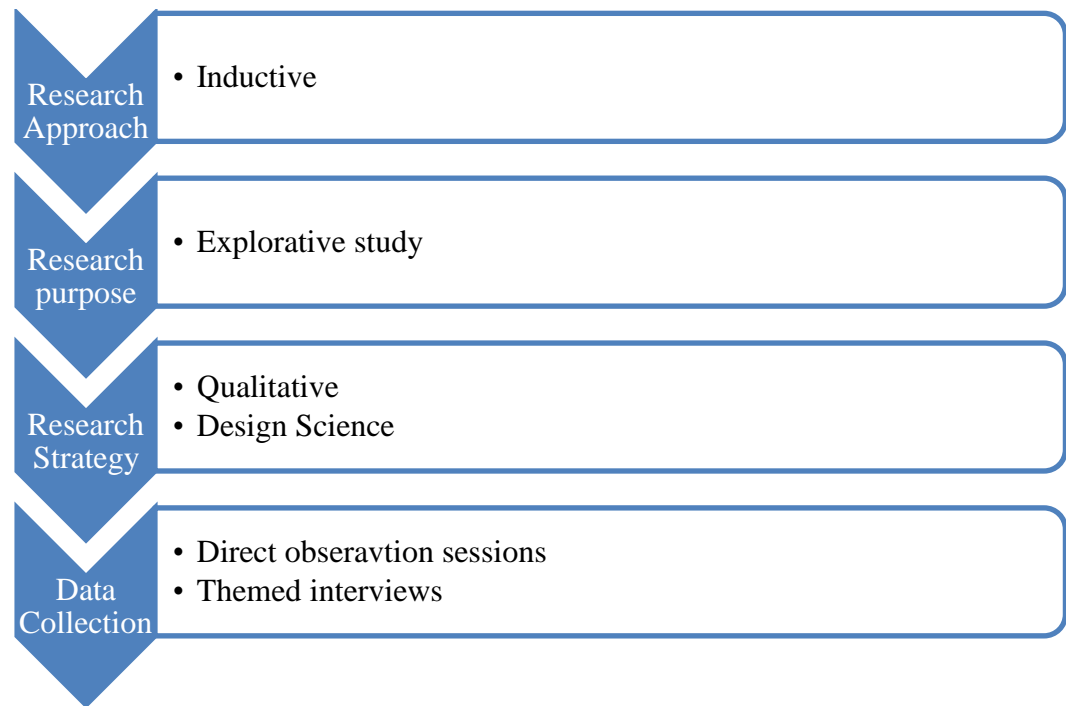 Research
Approach
• Inductive
Research
purpose
• Explorative study
Research
Strategy
• Qualitative
• Design Science
Data
Collection
• Direct obseravtion sessions
• Themed interviews